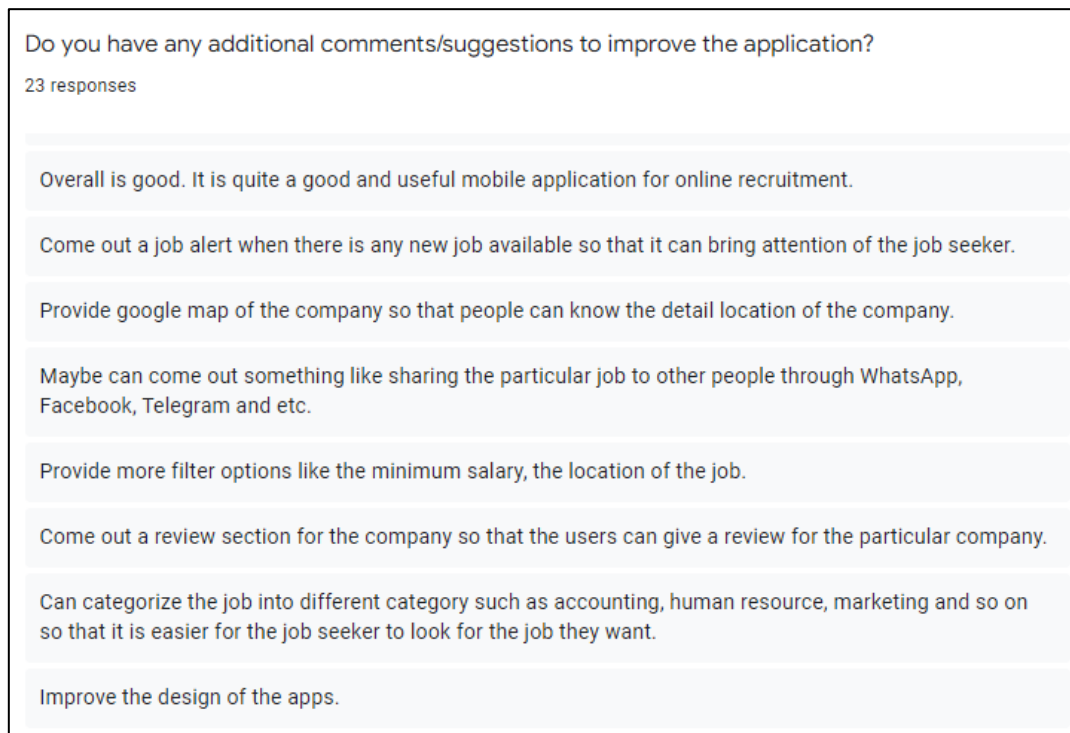 Do you have any additional comments/suggestions to improve the application?
23 responses
Overall is good. It is quite a good and useful mobile application for online recruitment.
Come out a job alert when there is any new job available so that it can bring attention of the job seeker.
Provide google map of the company so that people can know the detail location of the company.
Maybe can come out something like sharing the particular job to other people through WhatsApp,
Facebook, Telegram and etc.
Provide more filter options like the minimum salary, the location of the job.
Come out a review section for the company so that the users can give a review for the particular company.
Can categorize the job into different category such as accounting, human resource, marketing and so on
so that it is easier for the job seeker to look for the job they want.
Improve the design of the apps.